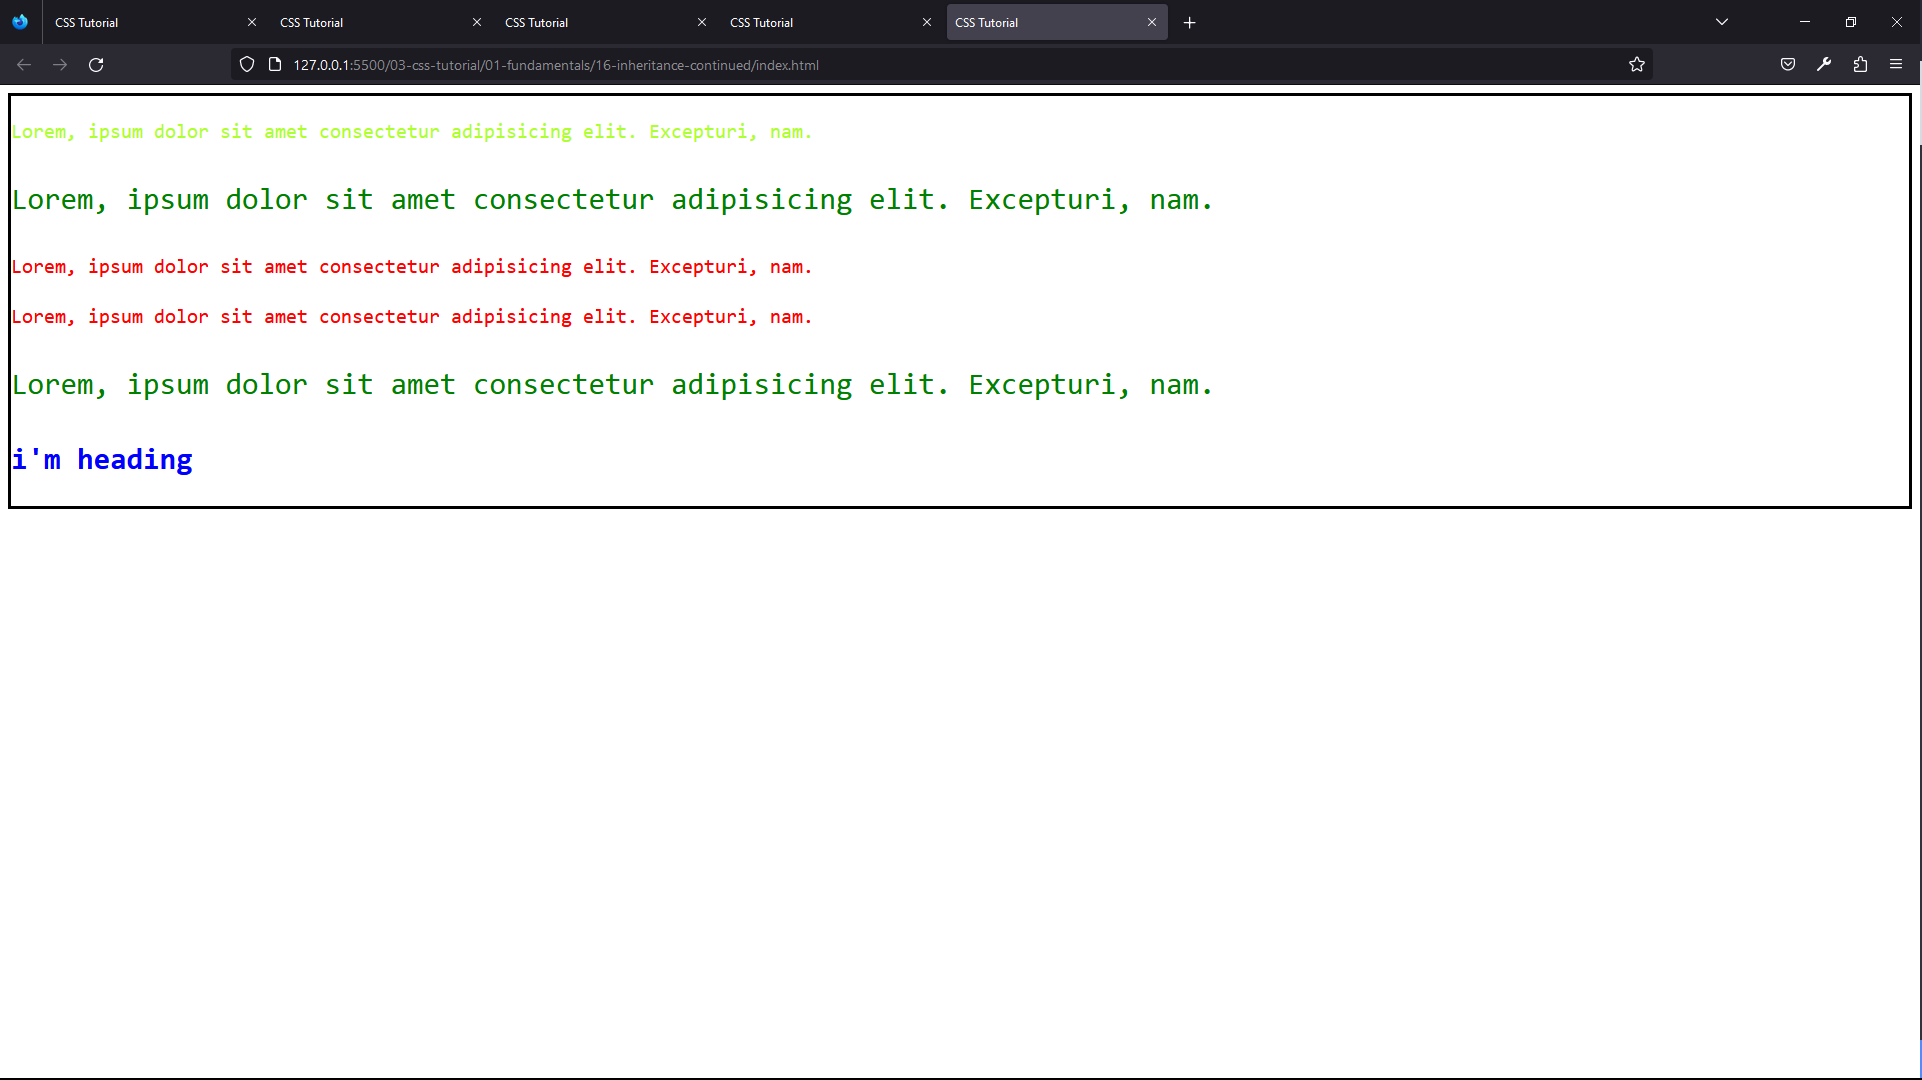 CSS Tutorial CSS Tutorial CSS Tutorial CSS Tutorial CSS Tutorial
127.0.0.1:5500/03-css-tutorial/01-fundamentals/16-inheritance-continued/index.html
Lorem, ipsum dolor sit amet consectetur adipisicing elit. Excepturi, nam.
Lorem, ipsum dolor sit amet consectetur adipisicing elit. Excepturi, nam.
Lorem, ipsum dolor sit amet consectetur adipisicing elit. Excepturi, nam.
Lorem, ipsum dolor sit amet consectetur adipisicing elit. Excepturi, nam.
Lorem, ipsum dolor sit amet consectetur adipisicing elit. Excepturi, nam.
i'm heading